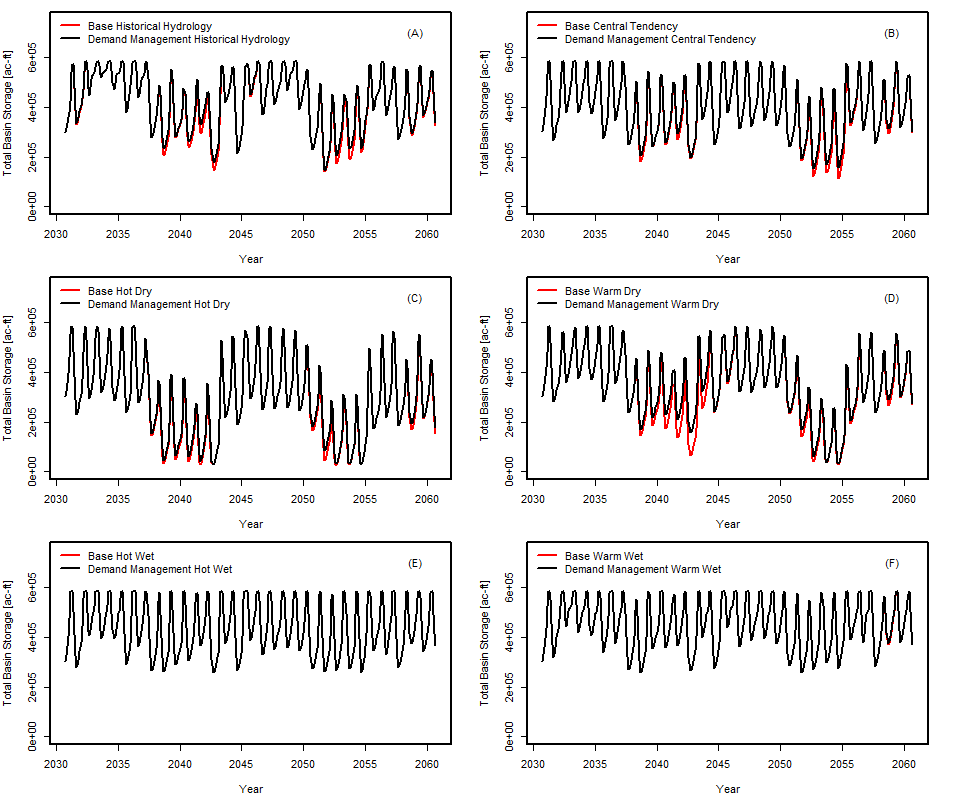 Base Historical Hydrology
Demand Management Historical Hydrology
(A)
Total Basin Storage [ac-ft]
0e+00 2e+05 4e+05 6e+05
2030 2035 2040 2045 2050 2055 2060
Year
Base Central Tendency
Demand Management Central Tendency
(B)
Total Basin Storage [ac-ft]
0e+00 2e+05 4e+05 6e+05
2030 2035 2040 2045 2050 2055 2060
Year
Base Hot Dry
Demand Management Hot Dry
(C)
Total Basin Storage [ac-ft]
0e+00 2e+05 4e+05 6e+05
2030 2035 2040 2045 2050 2055 2060
Year
Base Warm Dry
Demand Management Warm Dry
(D)
Total Basin Storage [ac-ft]
0e+00 2e+05 4e+05 6e+05
2030 2035 2040 2045 2050 2055 2060
Year
Base Hot Wet
Demand Management Hot Wet
(E)
Total Basin Storage [ac-ft]
0e+00 2e+05 4e+05 6e+05
2030 2035 2040 2045 2050 2055 2060
Year
Base Warm Wet
Demand Management Warm Wet
(F)
Total Basin Storage [ac-ft]
0e+00 2e+05 4e+05 6e+05
2030 2035 2040 2045 2050 2055 2060
Year